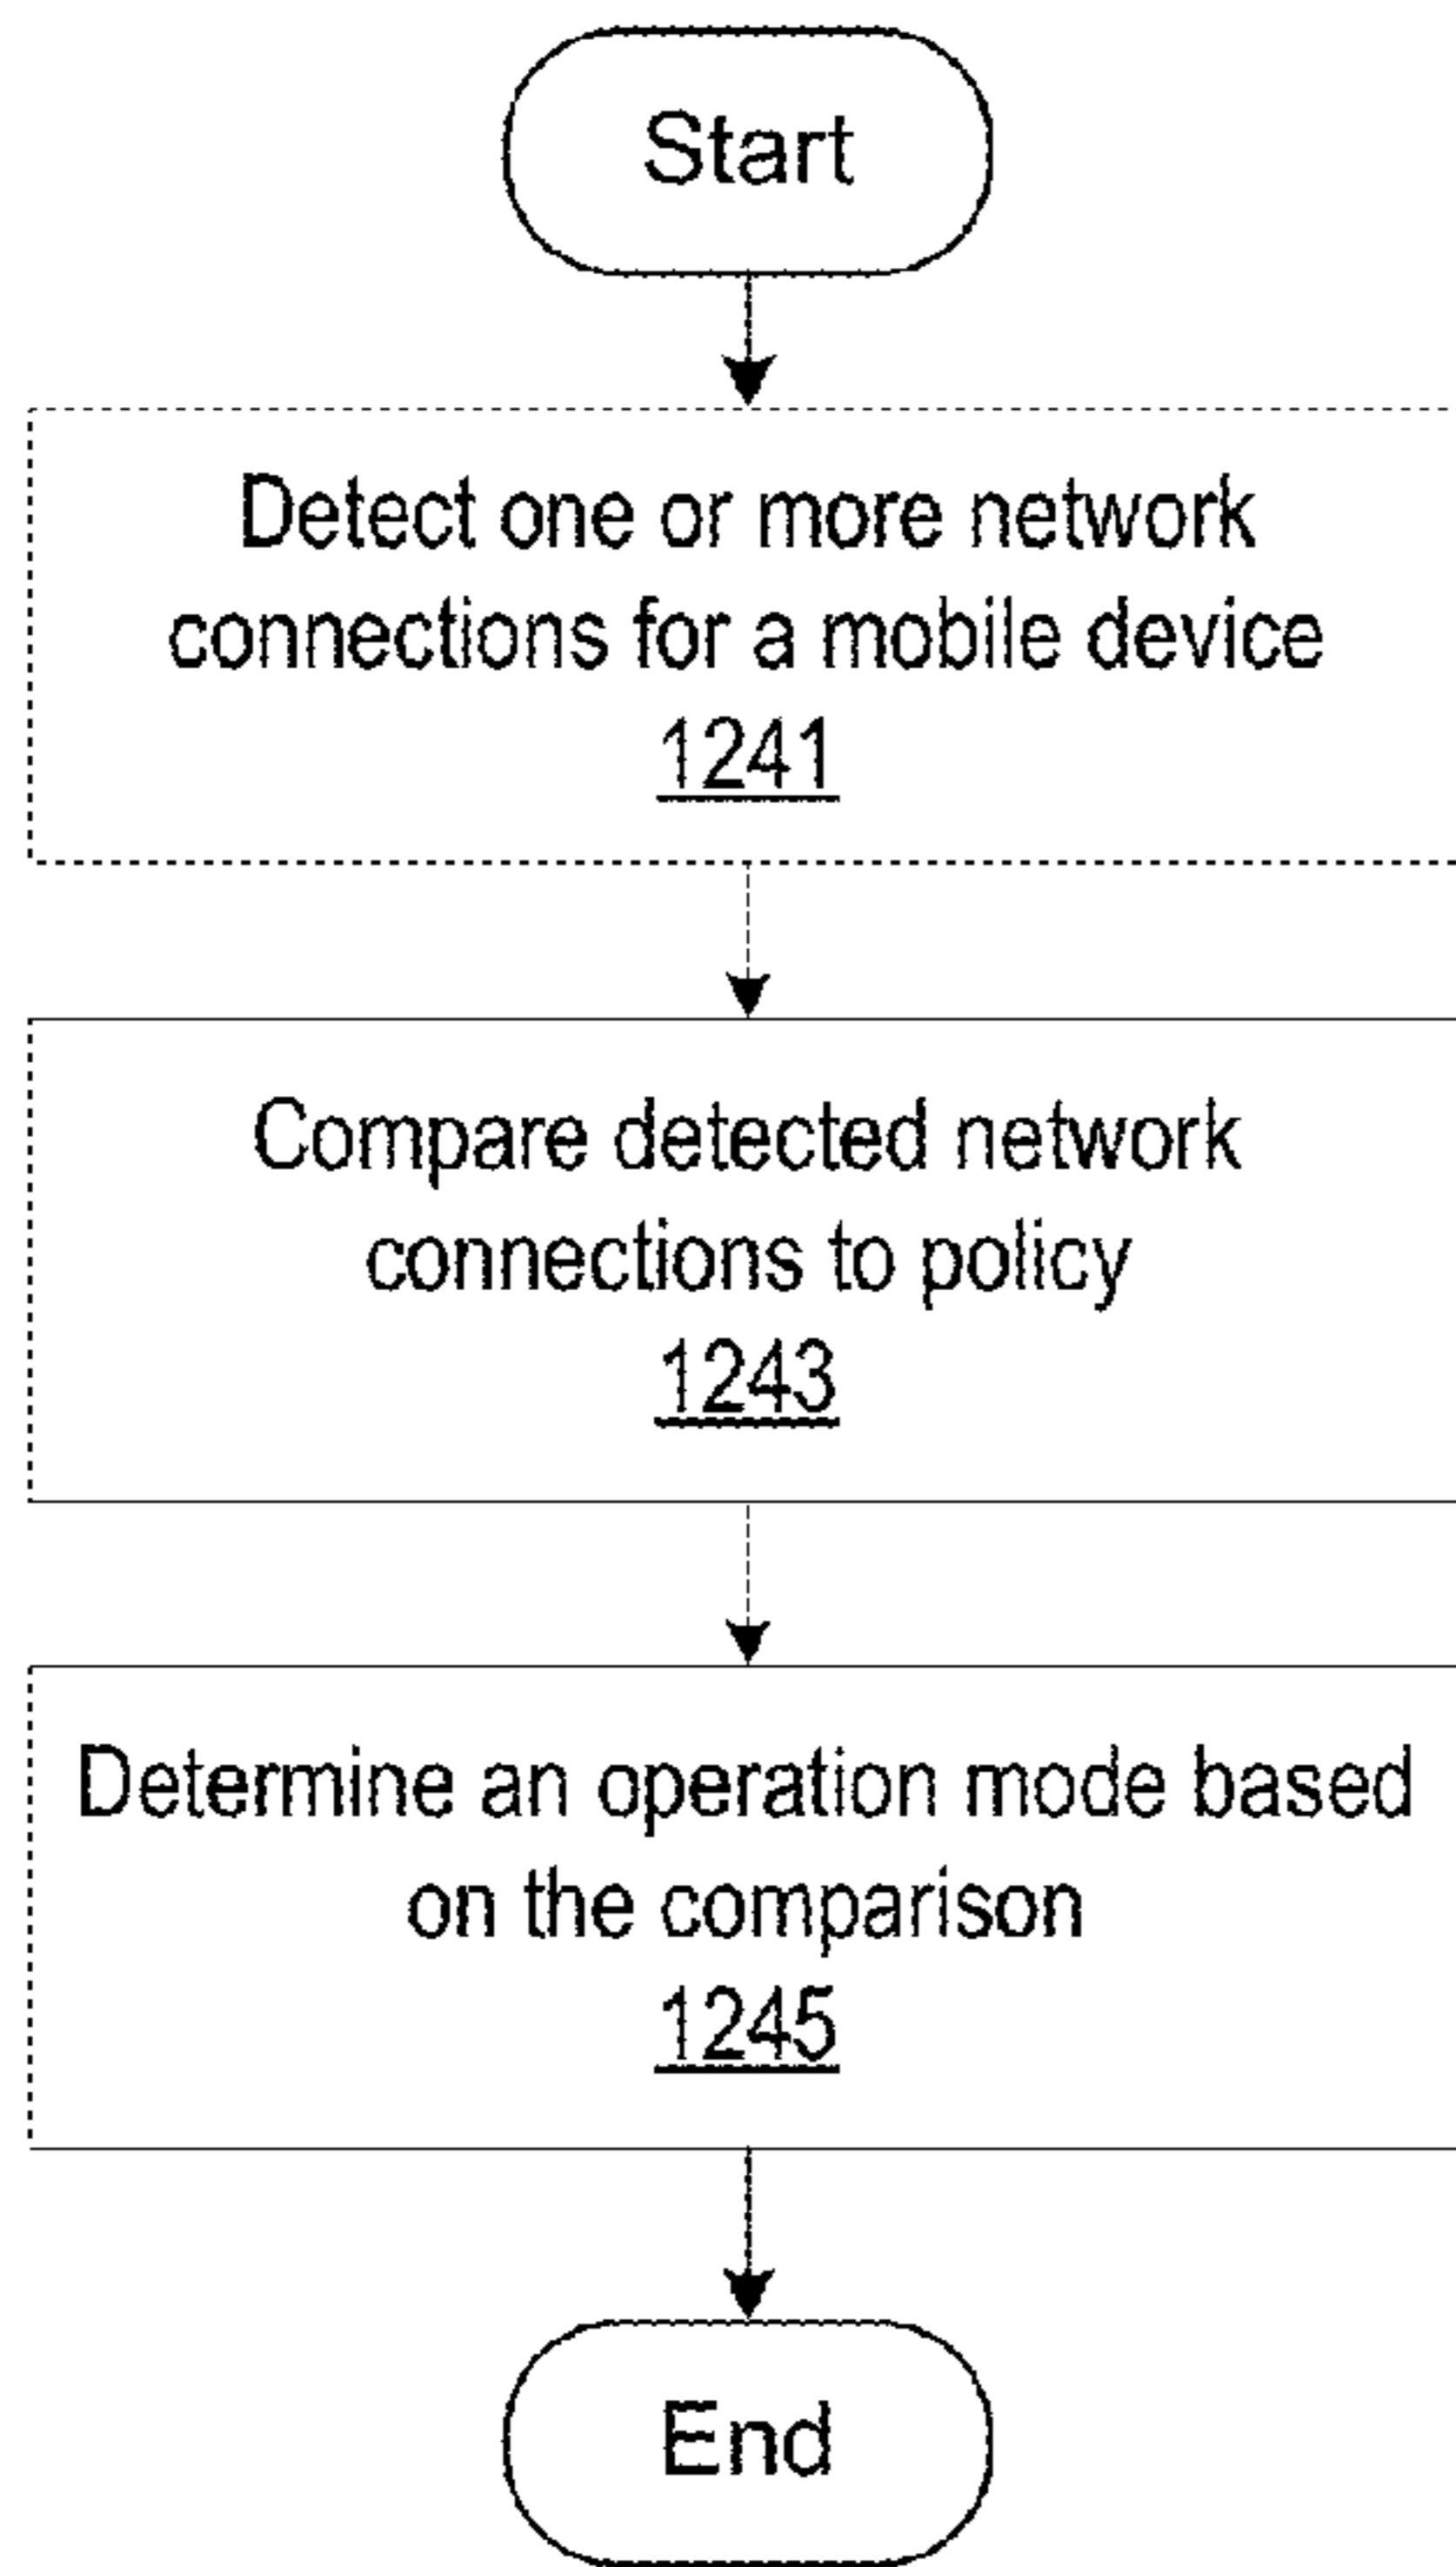 Start
Detect one or more network
connections for a mobile device
1241
Compare detected network
connections to policy
1243
Determine an operation mode based
on the comparison
1245
End